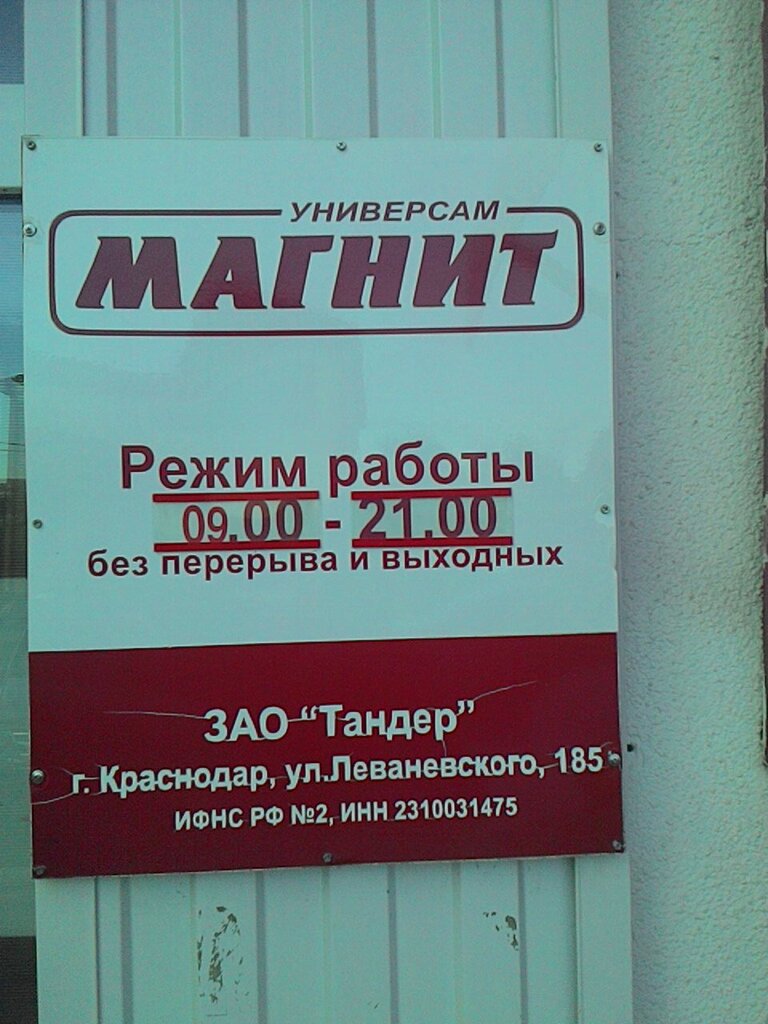 УНИВЕРСАМ
МАГНИТ
Режим работы
09.00 - 21.00
без перерыва и выходных
ЗАО “Тандер”
г. Краснодар, ул.Леваневского, 185
ИФНС РФ №2, ИНН 2310031475